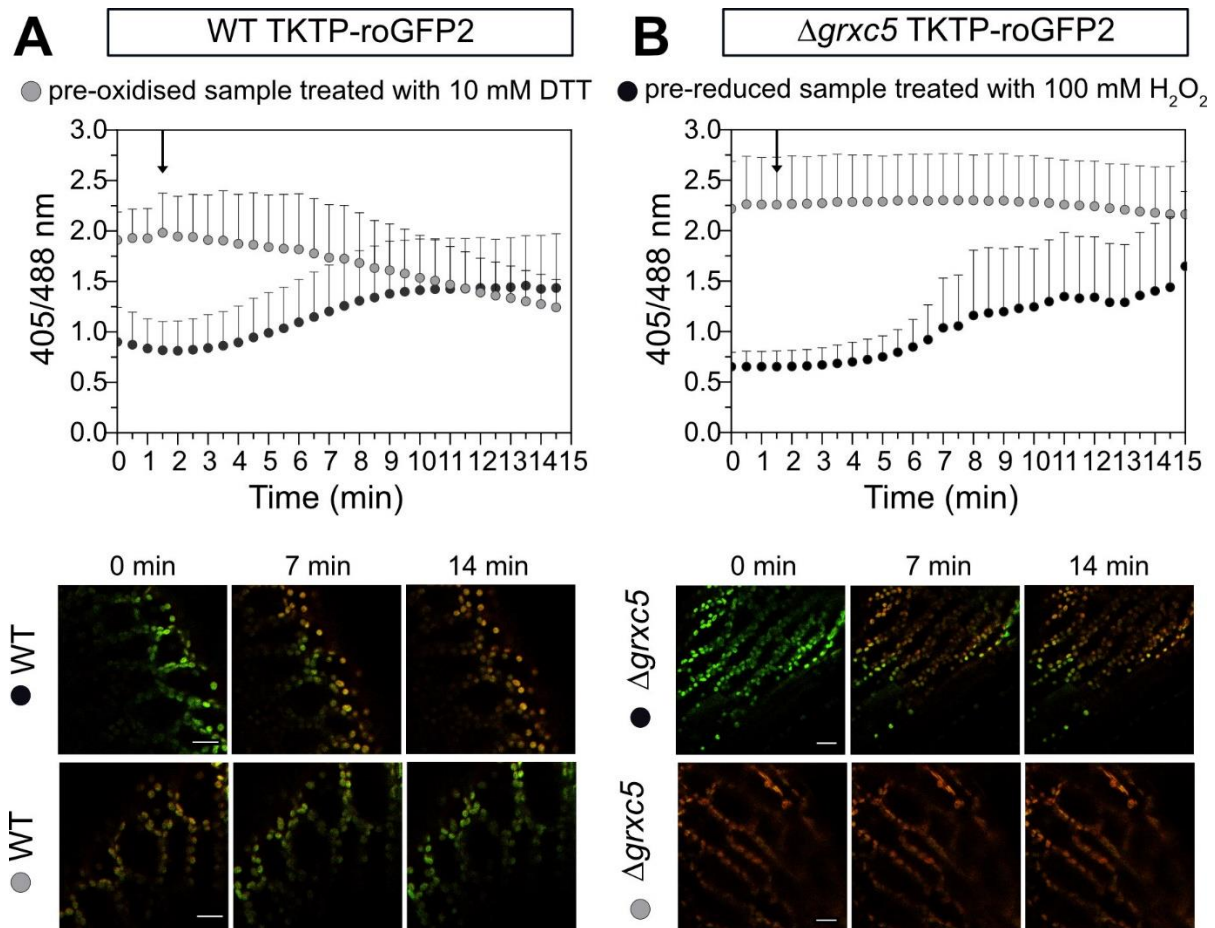 A
WT TKTP-roGFP2
B
Δgrxc5 TKTP-roGFP2
pre-oxidised sample treated with 10 mM DTT
pre-reduced sample treated with 100 mM H₂O₂
405/488 nm
3.0
2.5
2.0
1.5
1.0
0.5
0.0
0 1 2 3 4 5 6 7 8 9 10 11 12 13 14 15
Time (min)
405/488 nm
3.0
2.5
2.0
1.5
1.0
0.5
0.0
0 1 2 3 4 5 6 7 8 9 10 11 12 13 14 15
Time (min)
0 min 7 min 14 min
WT
WT
0 min 7 min 14 min
Δgrxc5
Δgrxc5